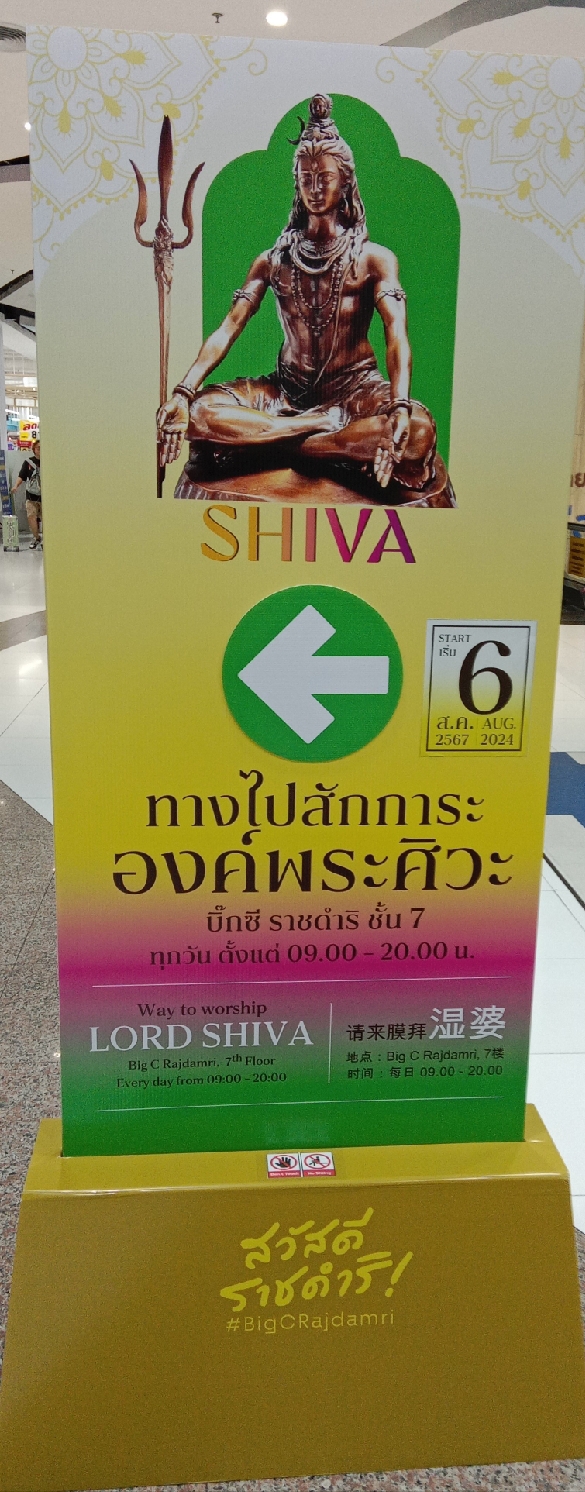 SHIVA
START
เริ่ม
6
ส.ค. AUG.
2567 2024
ทางไปสักการะ
องค์พระศิวะ
บิ๊กซี ราชดำริ ชั้น 7
ทุกวัน ตั้งแต่ 09.00 - 20.00 น.
Way to worship
LORD SHIVA
Big C Rajdamri, 7th Floor
Every day from 09:00 - 20:00
请来膜拜湿婆
地点 : Big C Rajdamri, 7楼
时间 : 每日 09.00 - 20.00
สวัสดี
ราชดำริ!
#BigCRajdamri